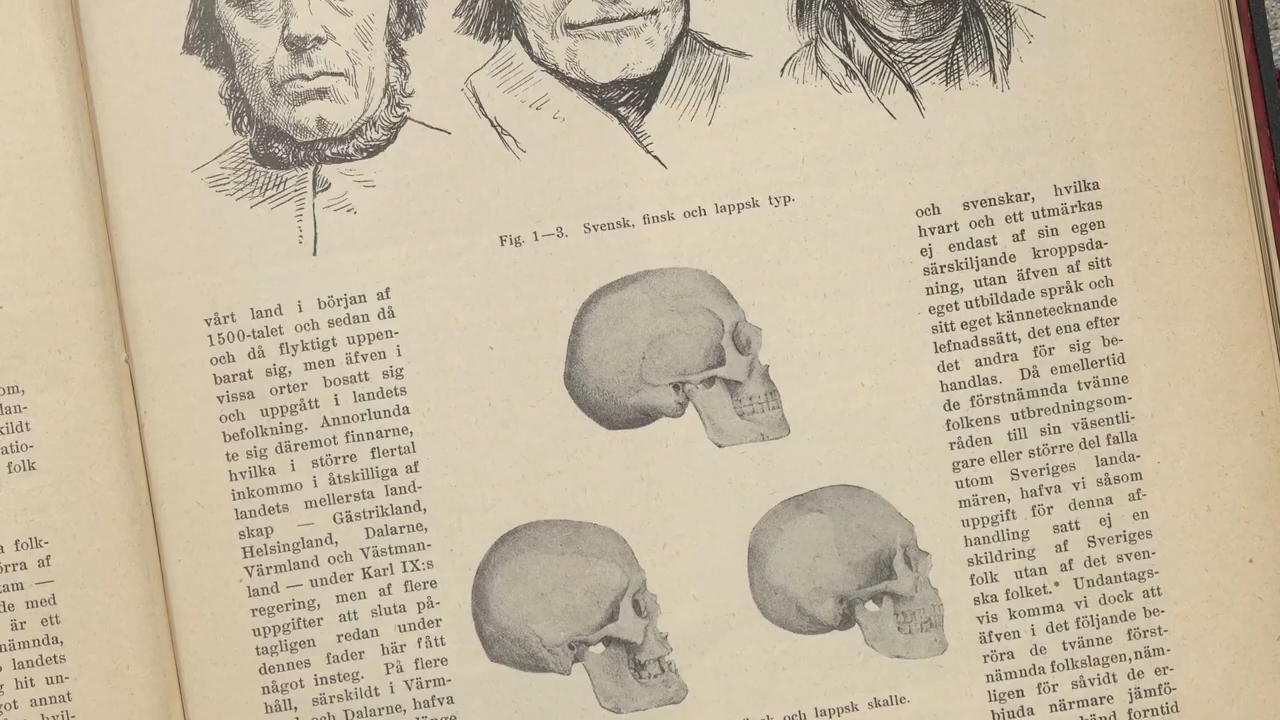 om,
lan-
kildt
atio-
folk
folk-
örra af
tam —
de med
är ett
nämnda,
landets
hit un-
got annat
Fig. 1—3. Svensk, finsk och lappsk typ.
vårt land i början af
1500-talet och sedan då
och då flyktigt uppen-
barat sig, men äfven i
vissa orter bosatt sig
och uppgått i landets
befolkning. Annorlunda
te sig däremot finnarne,
hvilka i större flertal
inkommo i åtskilliga af
landets mellersta land-
skap — Gästrikland,
Helsingland, Dalarne,
Värmland och Västman-
land — under Karl IX:s
regering, men af flere
uppgifter att sluta på-
tagligen redan under
dennes fader här fått
något insteg. På flere
håll, särskildt i Värm-
och Dalarne, hafva
och lappsk skalle.
och svenskar, hvilka
hvart och ett utmärkas
ej endast af sin egen
särskiljande kroppsda-
ning, utan äfven af sitt
eget utbildade språk och
sitt eget kännetecknande
lefnadssätt, det ena efter
det andra för sig be-
handlas. Då emellertid
de förstnämnda tvänne
folkens utbredningsom-
råden till sin väsentli-
gare eller större del falla
utom Sveriges landa-
mären, hafva vi såsom
uppgift för denna af-
handling satt ej en
skildring af Sveriges
folk utan af det sven-
ska folket.* Undantags-
vis komma vi dock att
äfven i det följande be-
röra de tvänne först-
nämnda folkslagen, näm-
ligen för såvidt de er-
bjuda närmare jämfö-
forntid